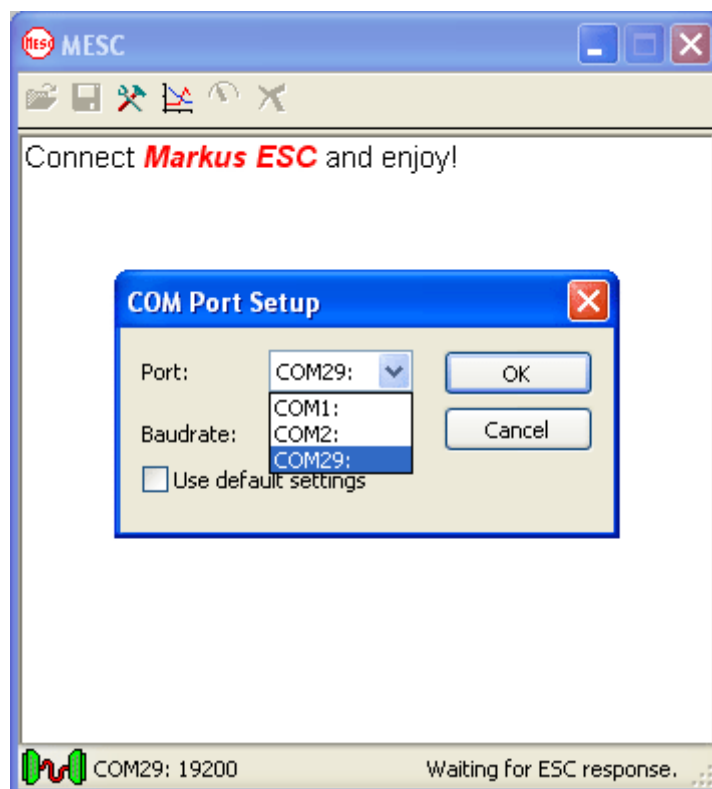 MESC
MESC
Connect Markus ESC and enjoy!
COM Port Setup
Port:
COM29:
OK
COM1:
COM2:
COM29:
Baudrate:
Cancel
Use default settings
COM29: 19200
Waiting for ESC response.